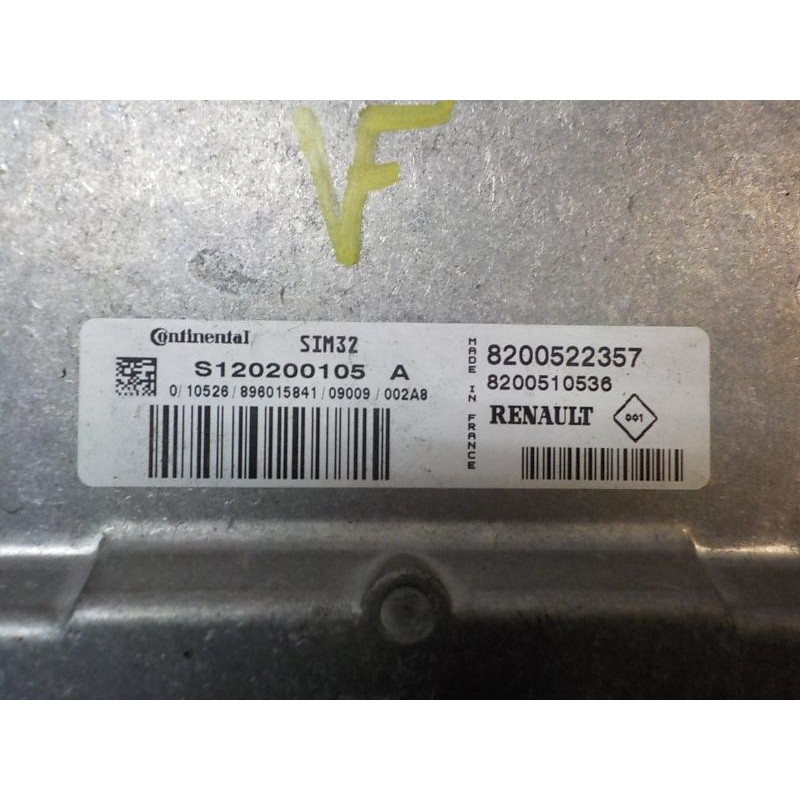 VF
Continental SIM32
S120200105 A
0/10526/896015841/09009/002A8
MADE IN FRANCE
8200522357
8200510536
RENAULT 001